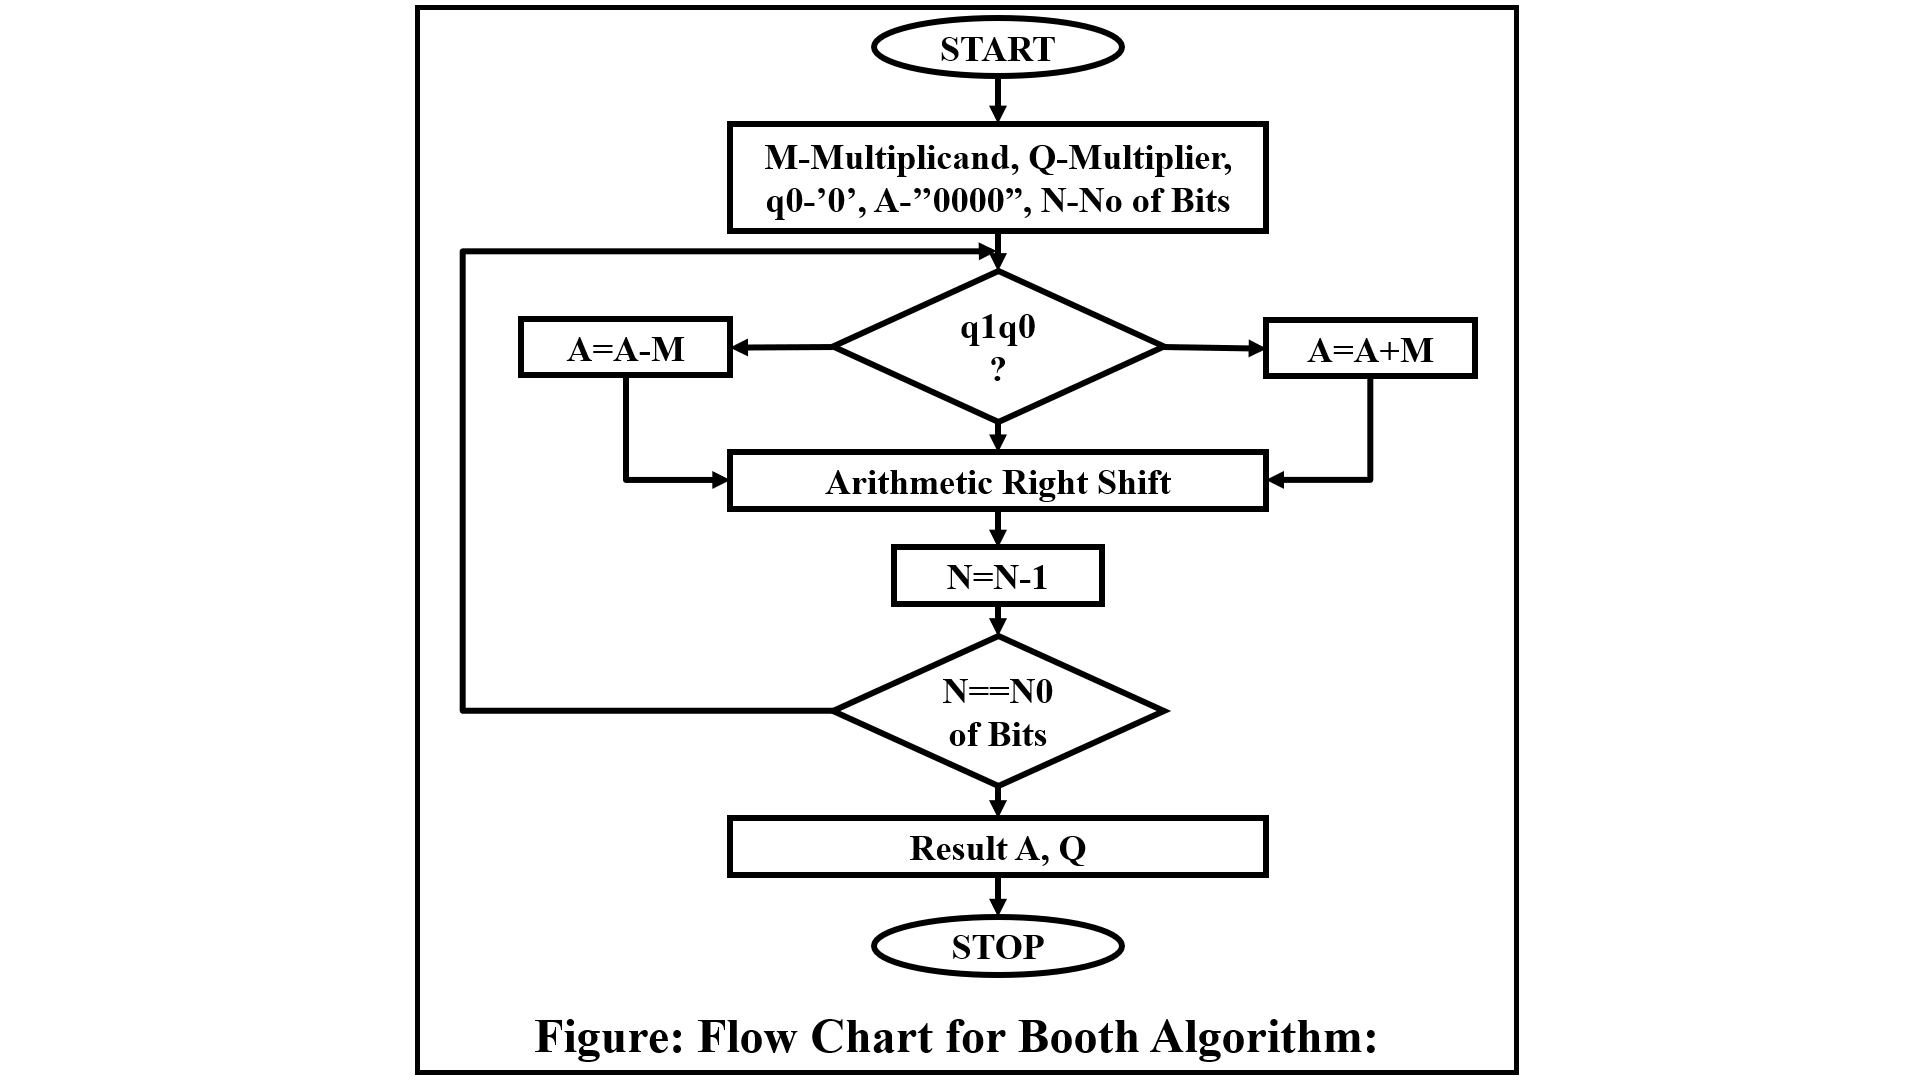 START
M-Multiplicand, Q-Multiplier,
q0-’0’, A-”0000”, N-No of Bits
q1q0
?
A=A-M
A=A+M
Arithmetic Right Shift
N=N-1
N==N0
of Bits
Result A, Q
STOP
Figure: Flow Chart for Booth Algorithm: